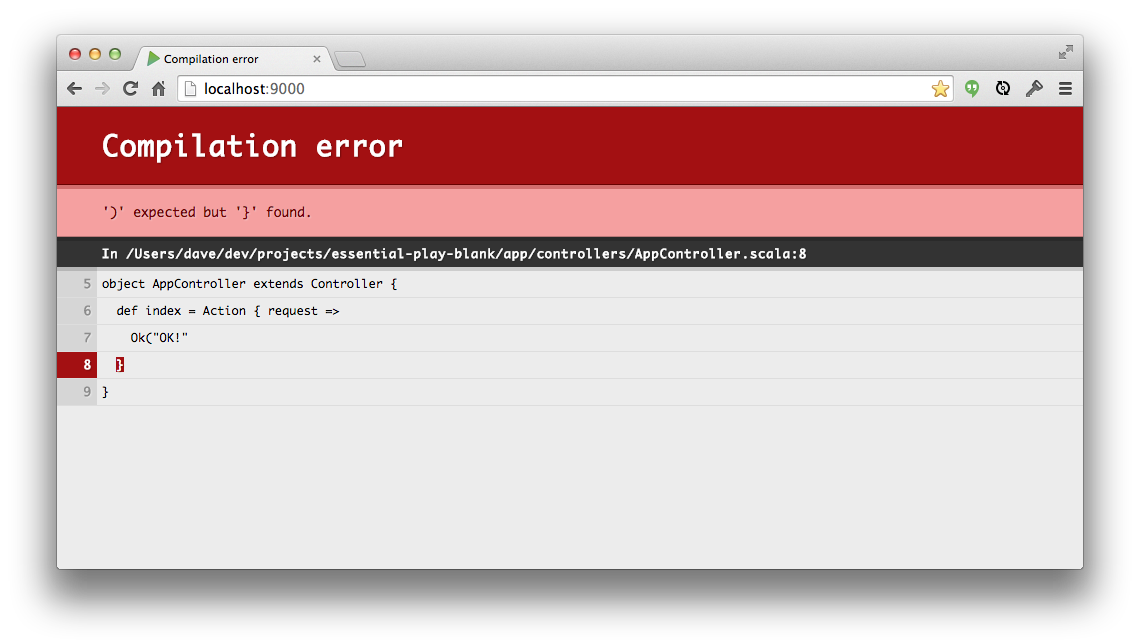 Compilation error
localhost:9000
Compilation error
')' expected but '}' found.
In /Users/dave/dev/projects/essential-play-blank/app/controllers/AppController.scala:8
5 object AppController extends Controller {
6 def index = Action { request =>
7 Ok("OK!"
8 }
9 }